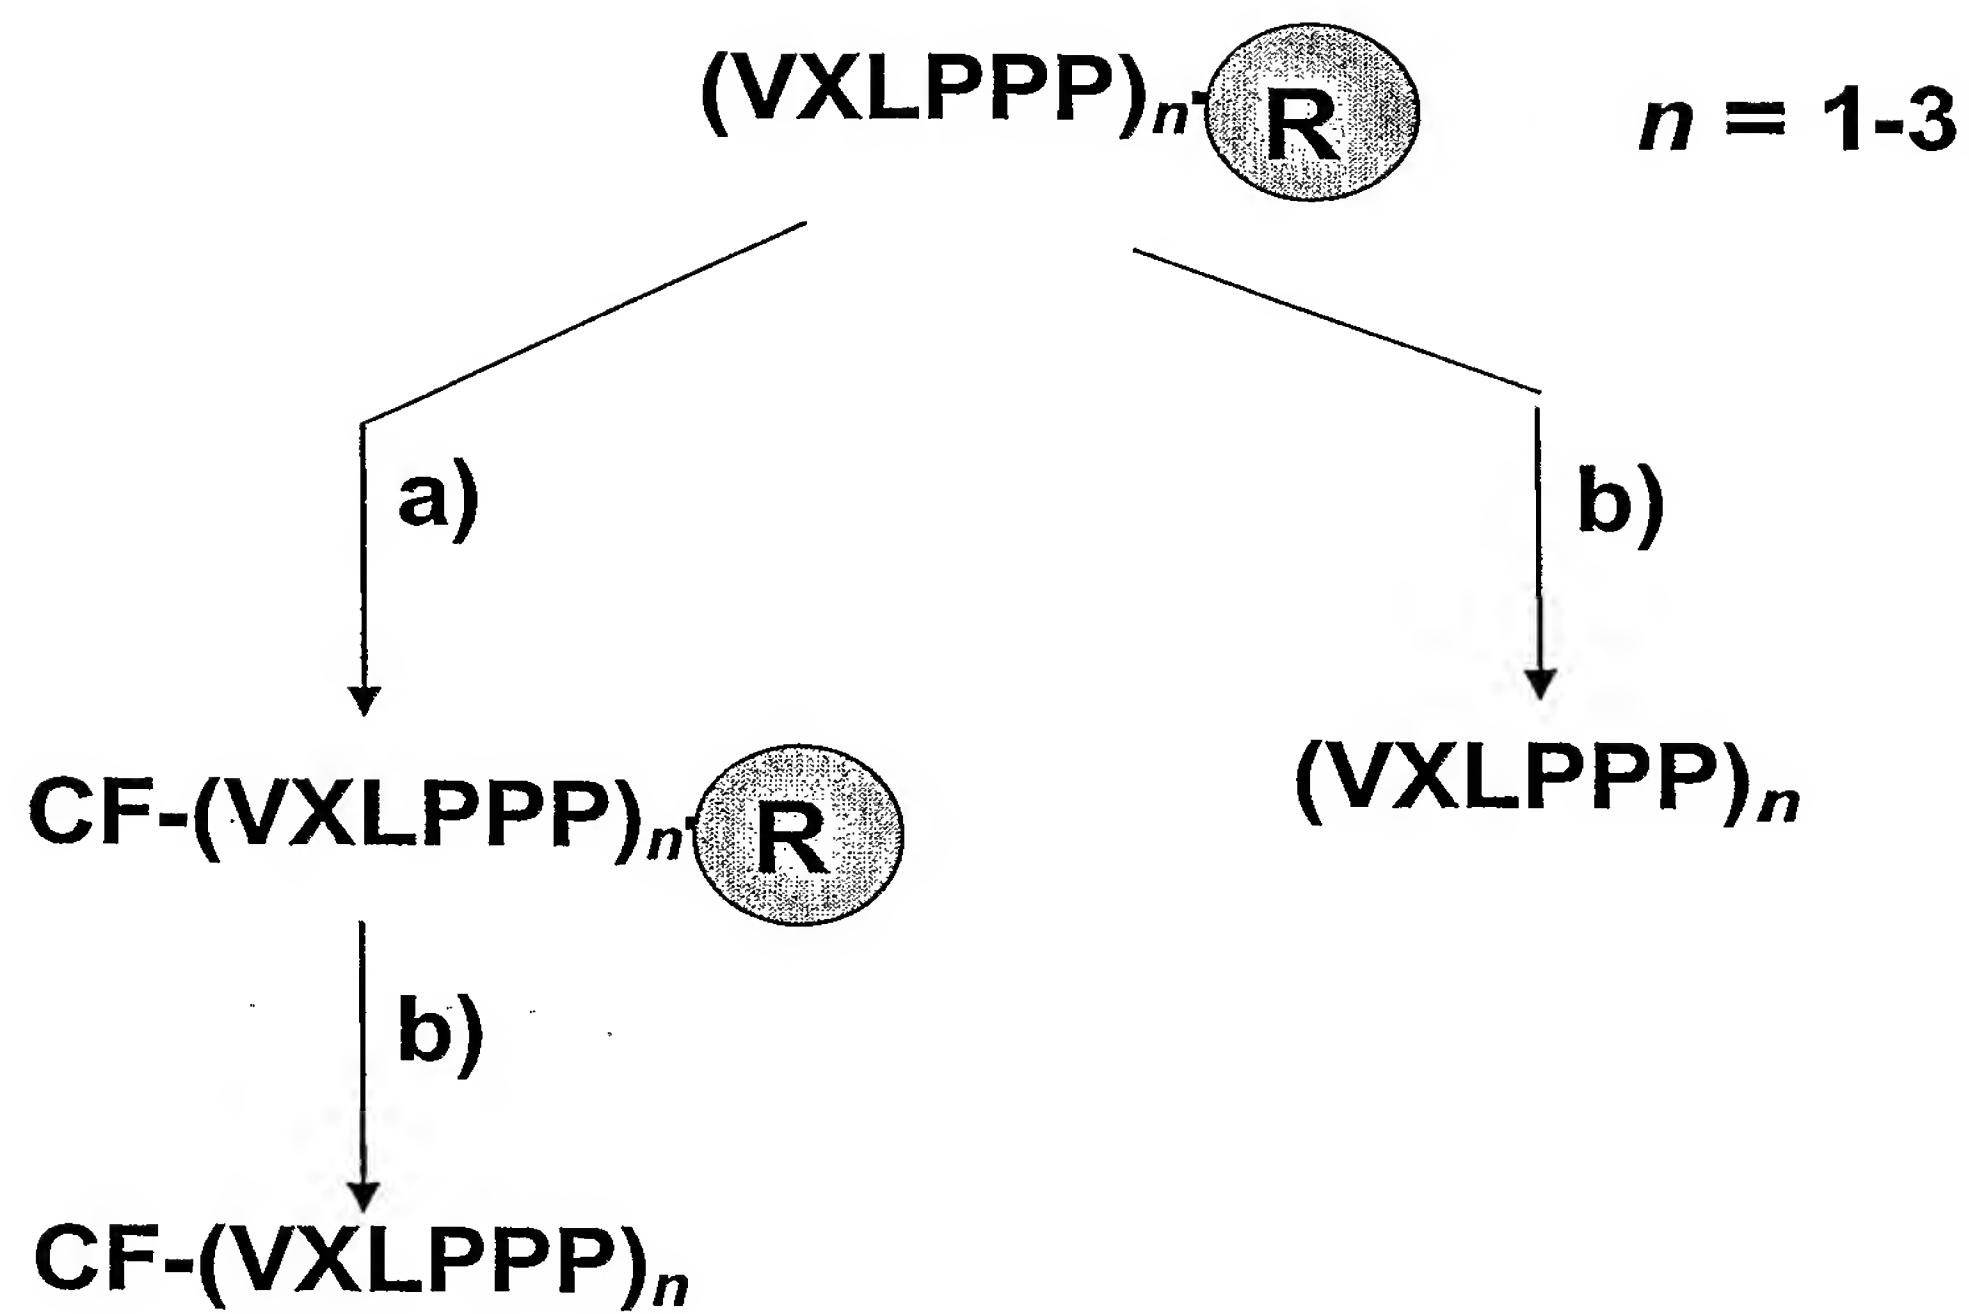 (VXLPPP)n-R n = 1-3
a) b)
CF-(VXLPPP)n-R (VXLPPP)n
b)
CF-(VXLPPP)n